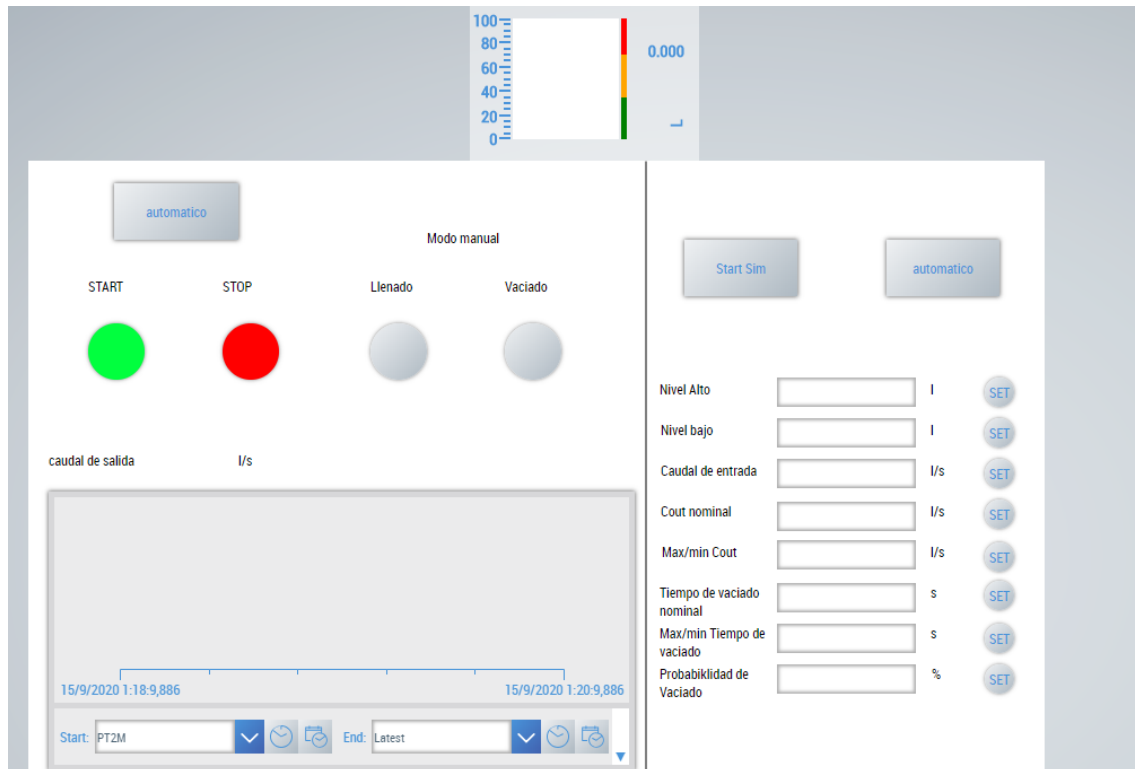 100
80
60
40
20
0
0.000
L
automatico
Modo manual
START
STOP
Llenado
Vaciado
caudal de salida
l/s
15/9/2020 1:18:9,886
15/9/2020 1:20:9,886
Start:
PT2M
End:
Latest
Start Sim
automatico
Nivel Alto
l
SET
Nivel bajo
l
SET
Caudal de entrada
l/s
SET
Cout nominal
l/s
SET
Max/min Cout
l/s
SET
Tiempo de vaciado
nominal
s
SET
Max/min Tiempo de
vaciado
s
SET
Probabiklidad de
Vaciado
%
SET